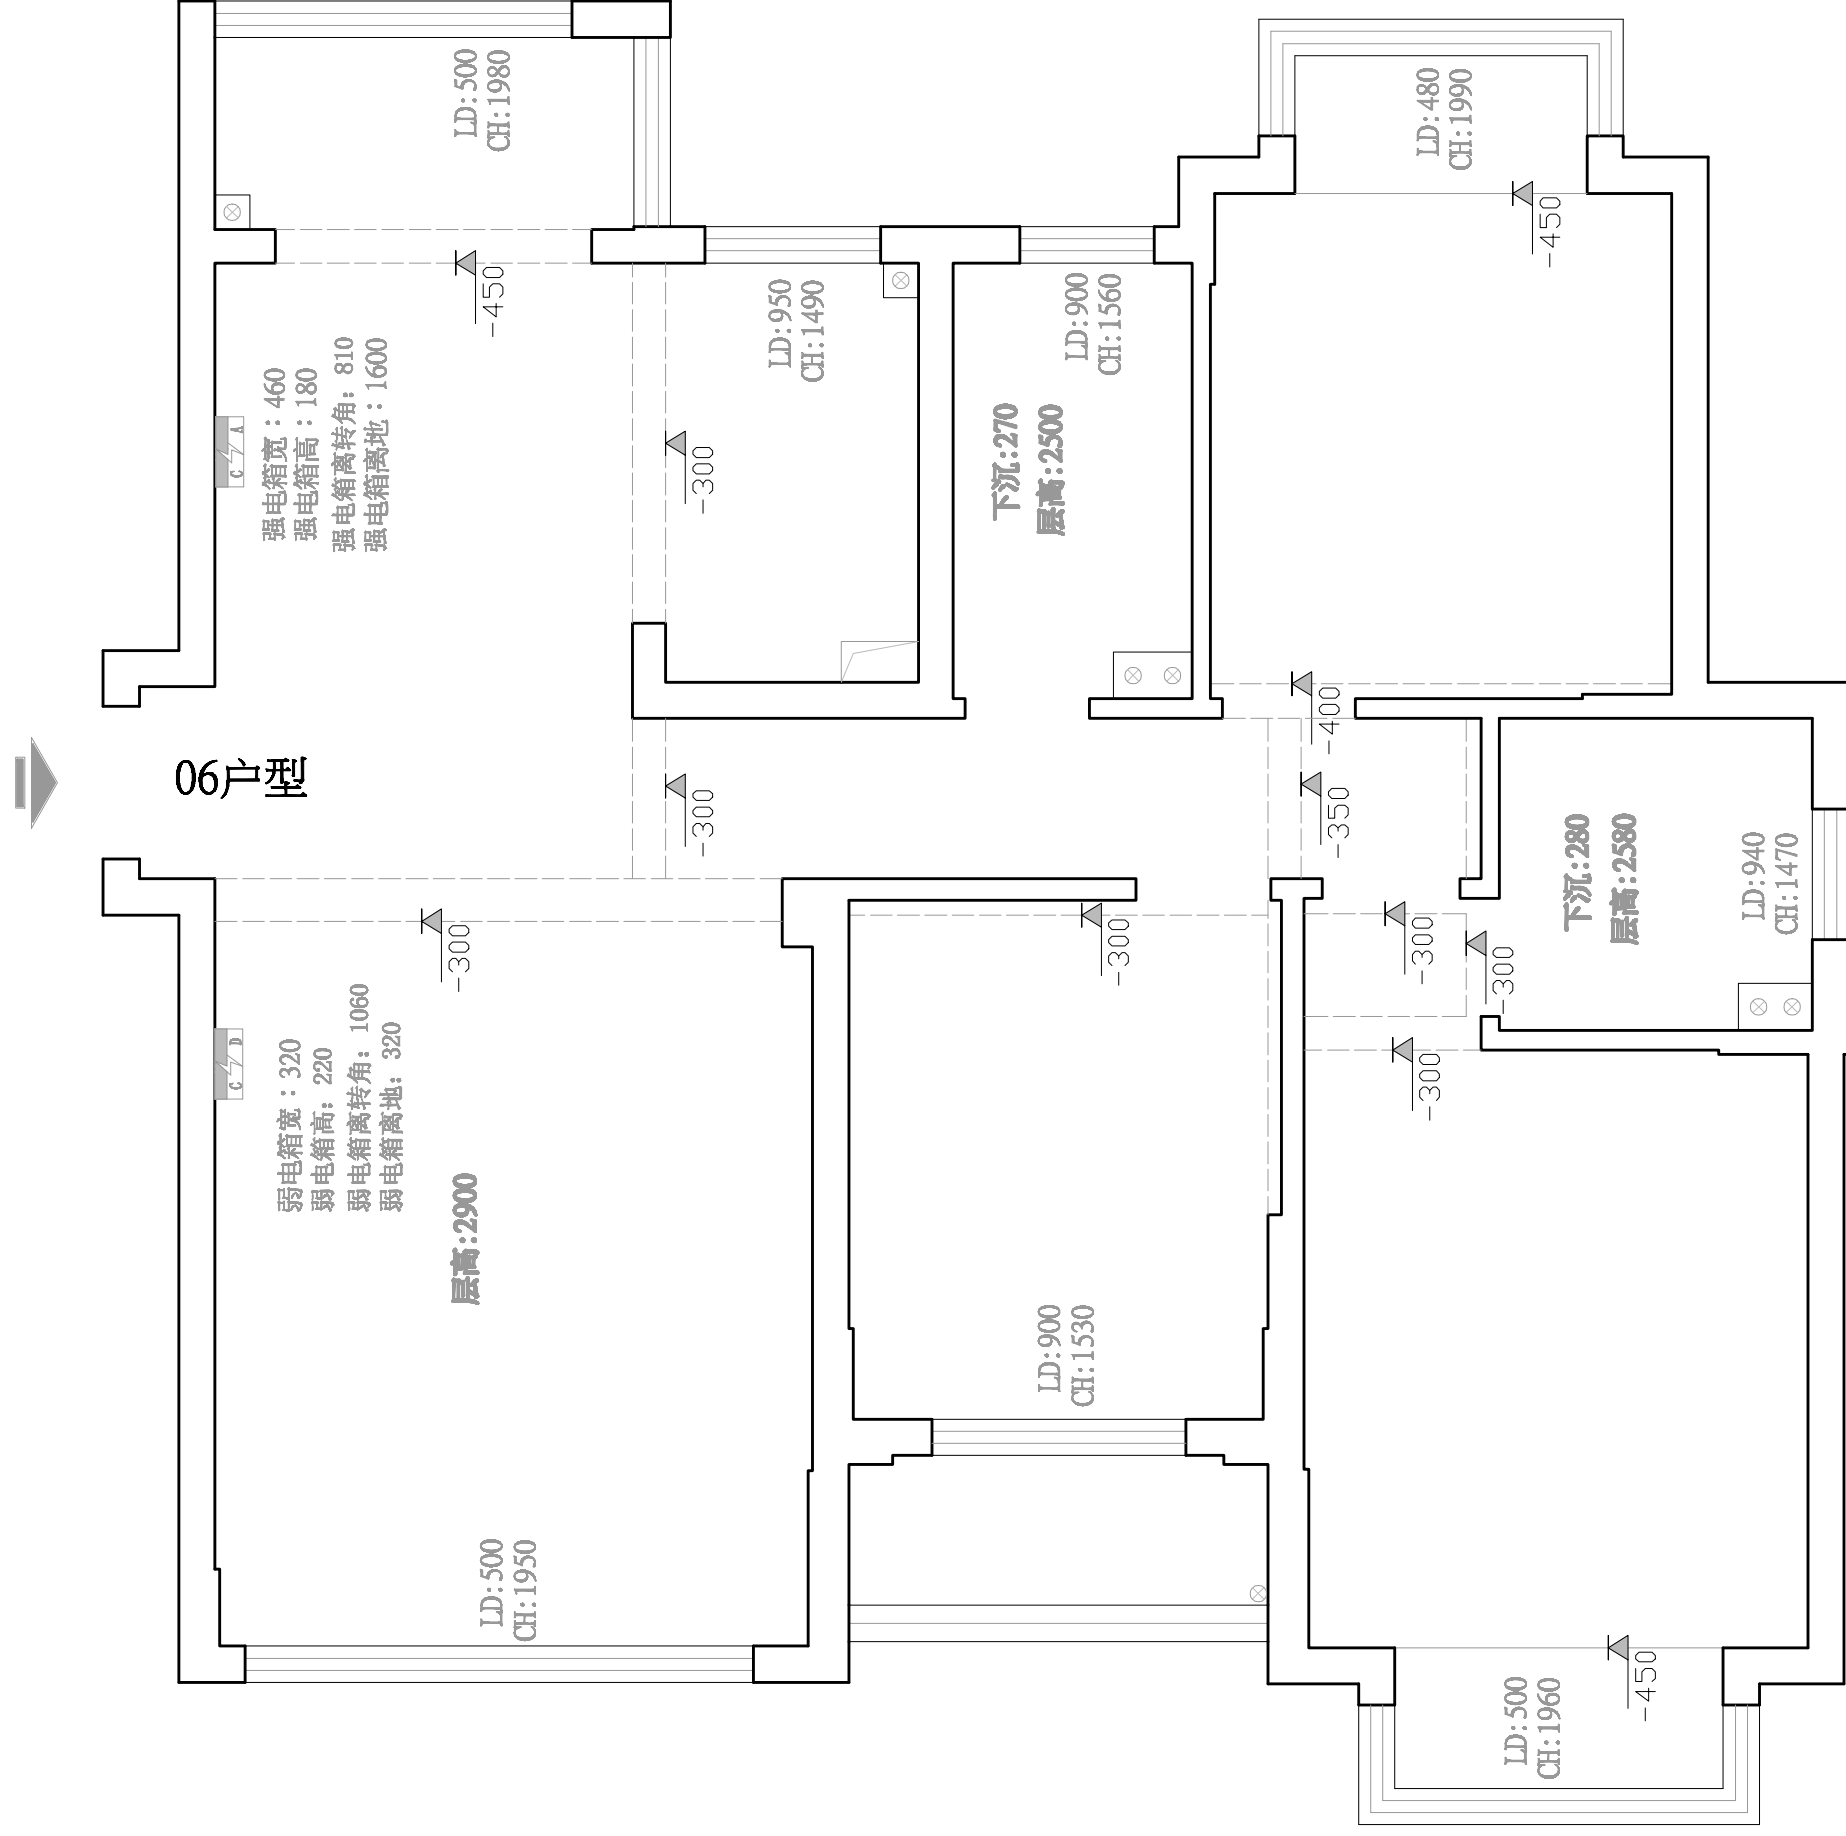 LD:500
CH:1980
LD:480
CH:1990
-450
-450
LD:950
CH:1490
LD:900
CH:1560
强电箱宽：460
强电箱高：180
强电箱离转角：810
强电箱离地：1600
C A
-300
下沉:270
层高:2500
-400
06户型
-300
-350
下沉:280
层高:2580
LD:940
CH:1470
-300
-300
-300
-300
-300
C D
弱电箱宽：320
弱电箱高：220
弱电箱离转角：1060
弱电箱离地：320
层高:2900
LD:900
CH:1530
LD:500
CH:1950
-450
LD:500
CH:1960